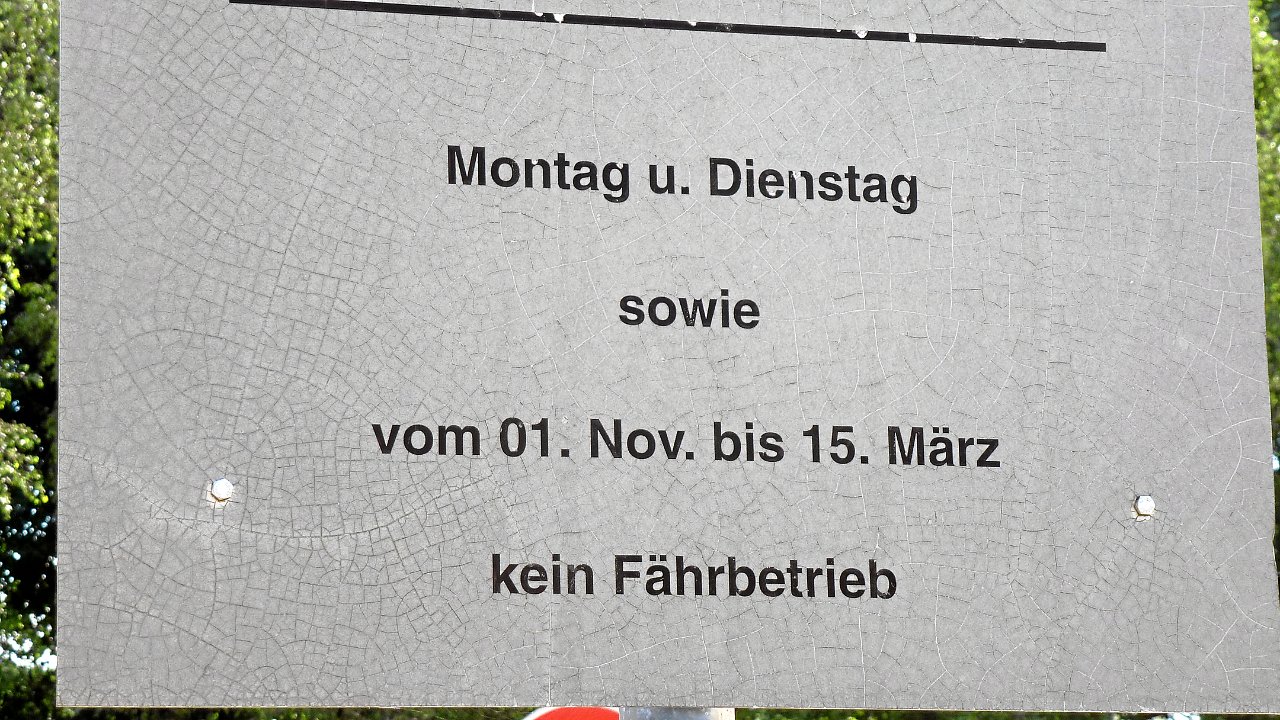 Montag u. Dienstag
sowie
vom 01. Nov. bis 15. März
kein Fährbetrieb